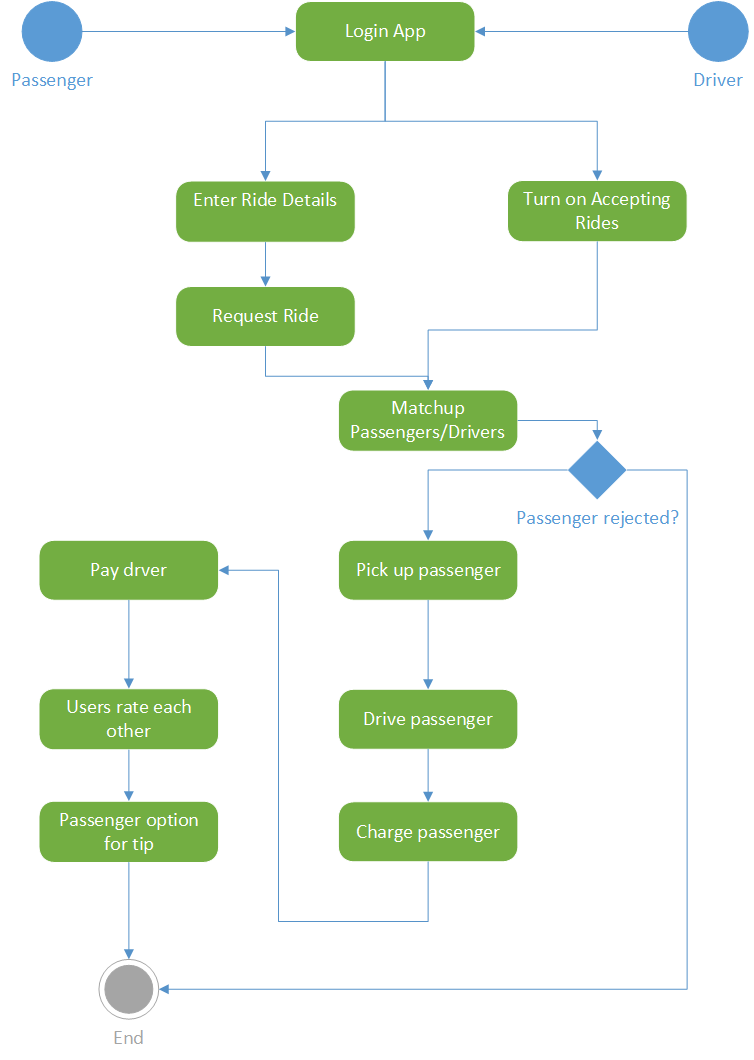 Login App
Passenger
Driver
Enter Ride Details
Turn on Accepting
Rides
Request Ride
Matchup
Passengers/Drivers
Passenger rejected?
Pay drver
Pick up passenger
Users rate each
other
Drive passenger
Passenger option
for tip
Charge passenger
End